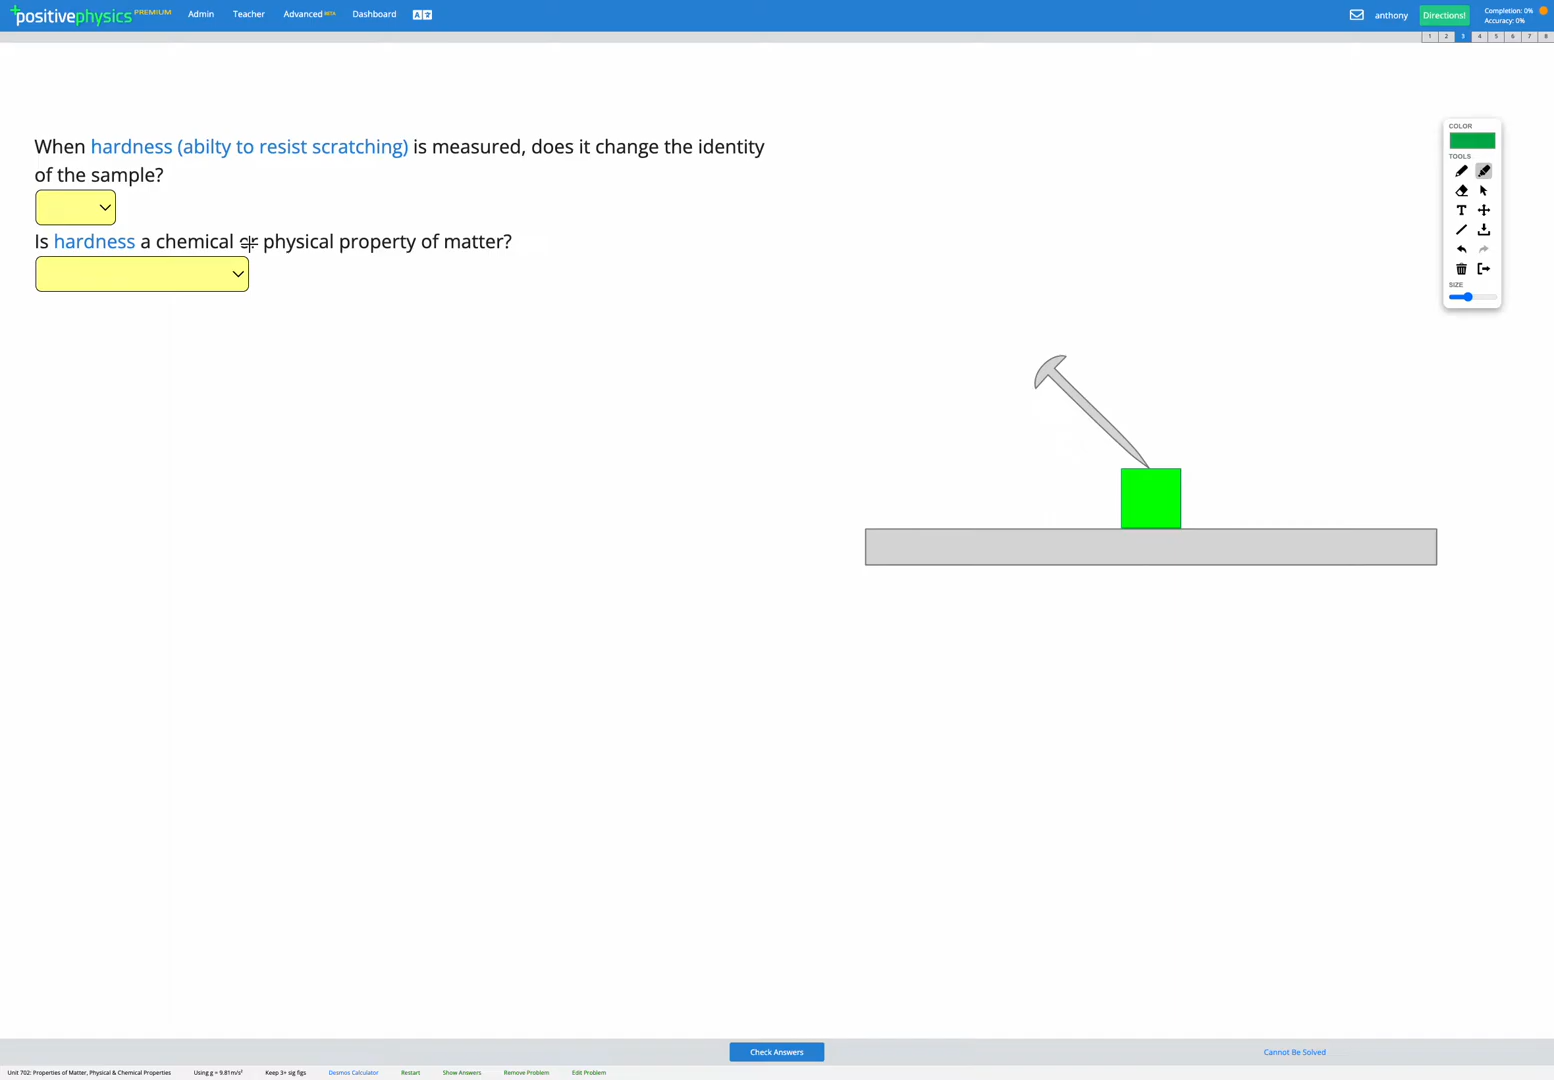 positivephysics PREMIUM Admin Teacher Advanced BETA Dashboard anthony Directions! Completion: 0%
Accuracy: 0%
1 2 3 4 5 6 7 8
When hardness (abilty to resist scratching) is measured, does it change the identity
of the sample?
Is hardness a chemical or physical property of matter?
COLOR
TOOLS
SIZE
Check Answers
Cannot Be Solved
Unit 702: Properties of Matter, Physical & Chemical Properties Using g = 9.81m/s² Keep 3+ sig figs Desmos Calculator Restart Show Answers Remove Problem Edit Problem